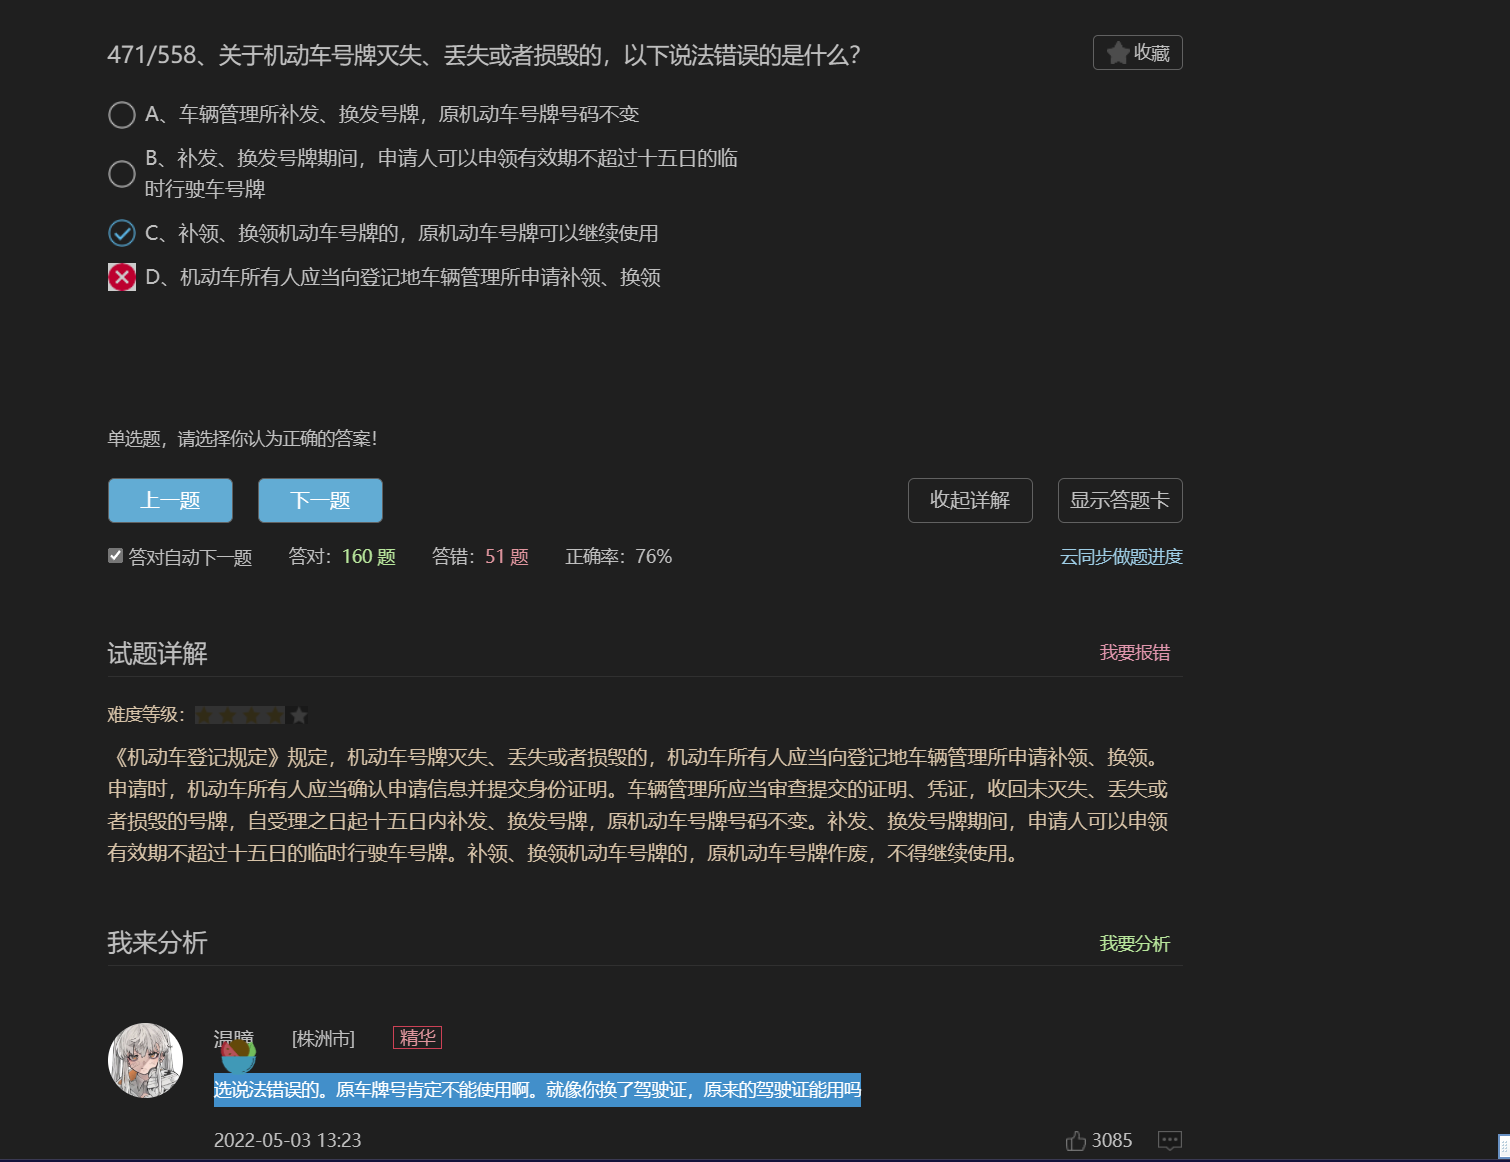 471/558、关于机动车号牌灭失、丢失或者损毁的，以下说法错误的是什么？
收藏
A、车辆管理所补发、换发号牌，原机动车号牌号码不变
B、补发、换发号牌期间，申请人可以申领有效期不超过十五日的临
时行驶车号牌
C、补领、换领机动车号牌的，原机动车号牌可以继续使用
D、机动车所有人应当向登记地车辆管理所申请补领、换领
单选题，请选择你认为正确的答案！
上一题 下一题 收起详解 显示答题卡
答对自动下一题 答对：160 题 答错：51 题 正确率：76% 云同步做题进度
试题详解 我要报错
难度等级：
《机动车登记规定》规定，机动车号牌灭失、丢失或者损毁的，机动车所有人应当向登记地车辆管理所申请补领、换领。
申请时，机动车所有人应当确认申请信息并提交身份证明。车辆管理所应当审查提交的证明、凭证，收回未灭失、丢失或
者损毁的号牌，自受理之日起十五日内补发、换发号牌，原机动车号牌号码不变。补发、换发号牌期间，申请人可以申领
有效期不超过十五日的临时行驶车号牌。补领、换领机动车号牌的，原机动车号牌作废，不得继续使用。
我来分析 我要分析
温瞳 [株洲市] 精华
选说法错误的。原车牌号肯定不能使用啊。就像你换了驾驶证，原来的驾驶证能用吗
2022-05-03 13:23 3085